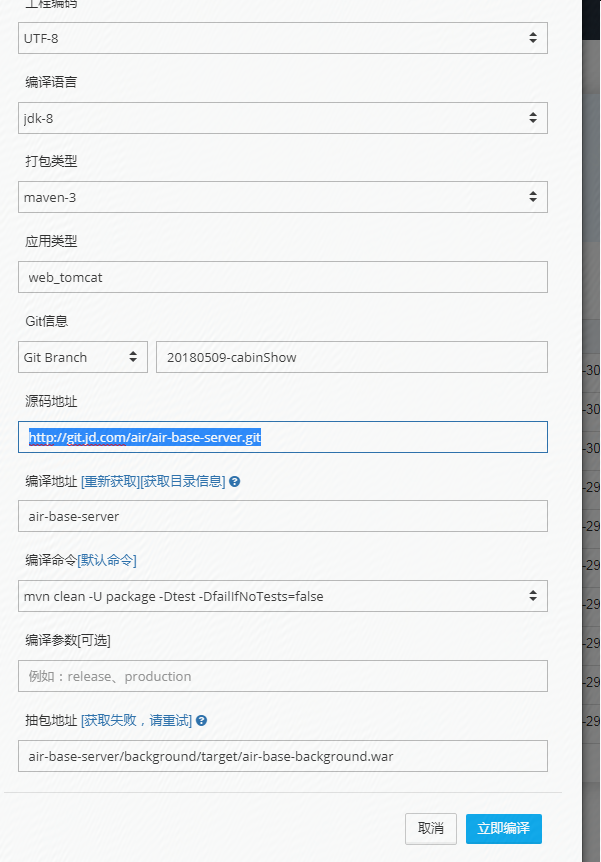 工程编码
UTF-8
编译语言
jdk-8
打包类型
maven-3
应用类型
web_tomcat
Git信息
Git Branch 20180509-cabinShow
源码地址
http://git.jd.com/air/air-base-server.git
编译地址 [重新获取][获取目录信息]
air-base-server
编译命令[默认命令]
mvn clean -U package -Dtest -DfailIfNoTests=false
编译参数[可选]
例如：release、production
抽包地址 [获取失败，请重试]
air-base-server/background/target/air-base-background.war
取消 立即编译
-30
-30
-30
-29
-29
-29
-29
-29
-29
-29